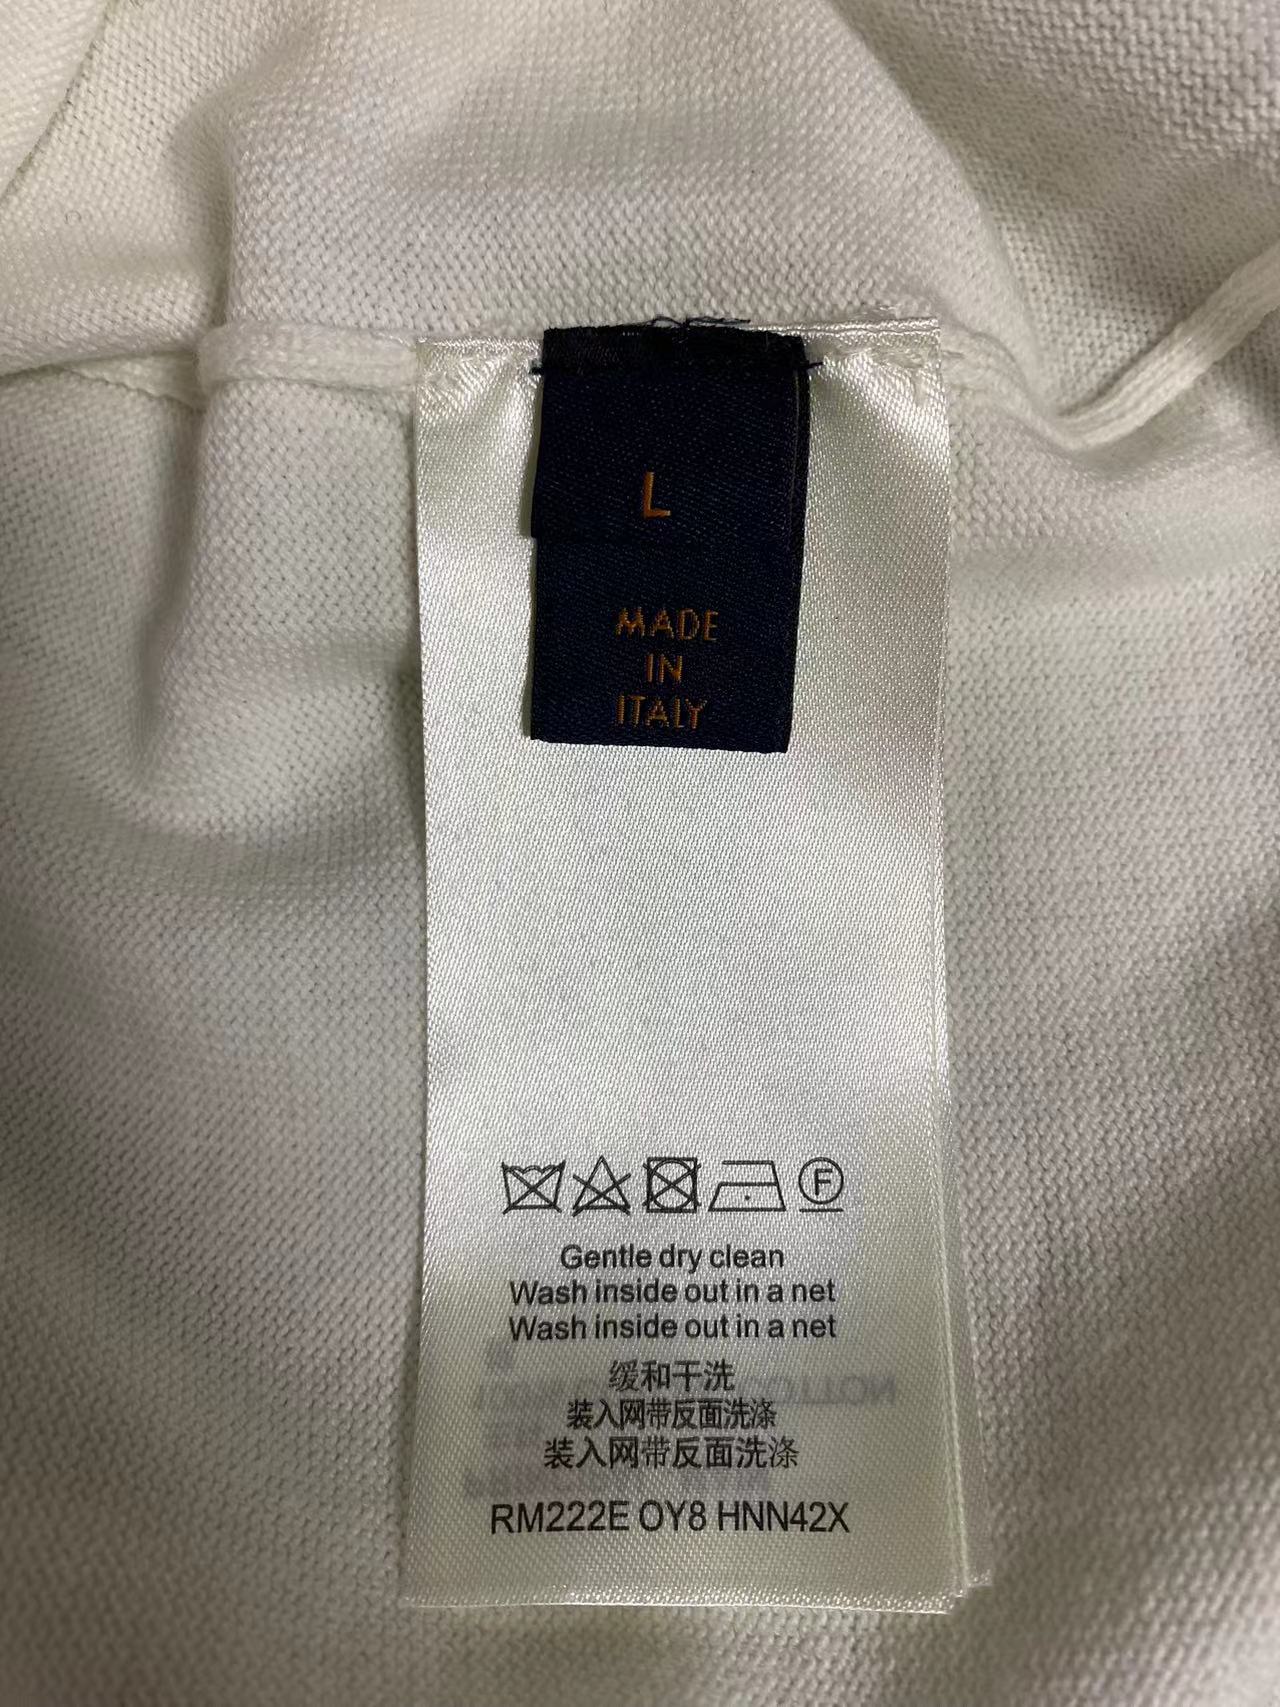 L
MADE
IN
ITALY
F
Gentle dry clean
Wash inside out in a net
Wash inside out in a net
缓和干洗
装入网带反面洗涤
装入网带反面洗涤
RM222E OY8 HNN42X